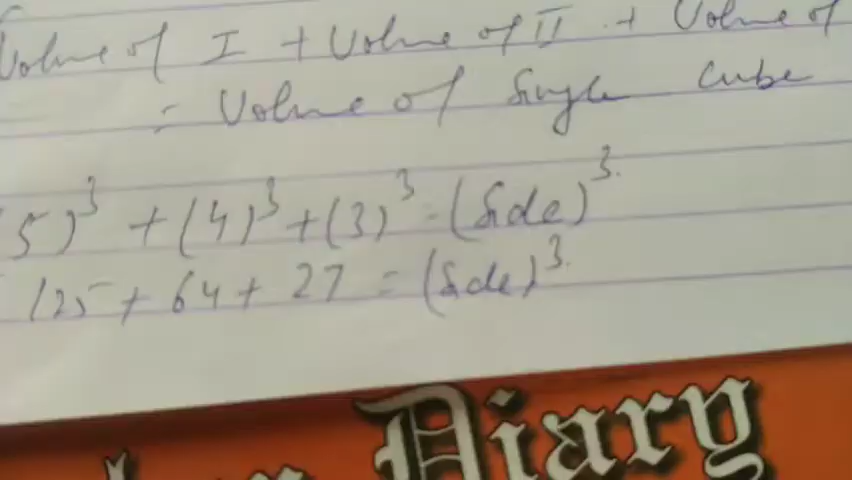 Volume of I + Volume of II + Volume of
= Volume of Single Cube
5)³ + (4)³ + (3)³ = (Side)³
125 + 64 + 27 = (Side)³
Diary